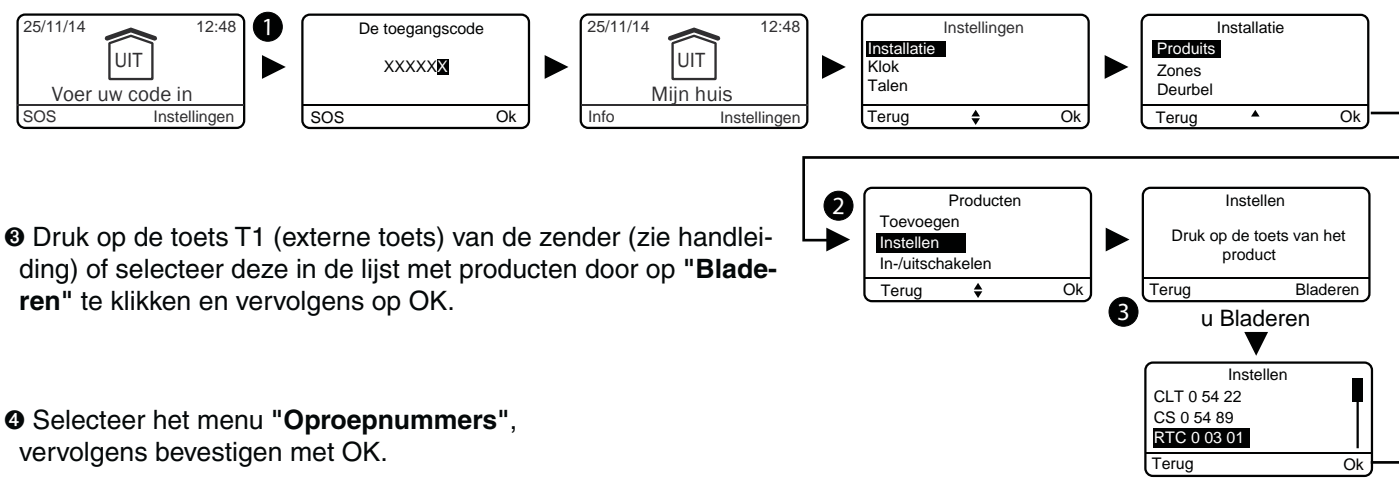 25/11/14 12:48
UIT
Voer uw code in
SOS Instellingen
❶
De toegangscode
XXXXXX
SOS Ok
25/11/14 12:48
UIT
Mijn huis
Info Instellingen
Instellingen
Installatie
Klok
Talen
Terug Ok
Installatie
Produits
Zones
Deurbel
Terug Ok
❷
Producten
Toevoegen
Instellen
In-/uitschakelen
Terug Ok
Instellen
Druk op de toets van het
product
Terug Bladeren
❸
u Bladeren
Instellen
CLT 0 54 22
CS 0 54 89
RTC 0 03 01
Terug Ok
❸ Druk op de toets T1 (externe toets) van de zender (zie handlei-
ding) of selecteer deze in de lijst met producten door op "Blade-
ren" te klikken en vervolgens op OK.
❹ Selecteer het menu "Oproepnummers",
vervolgens bevestigen met OK.